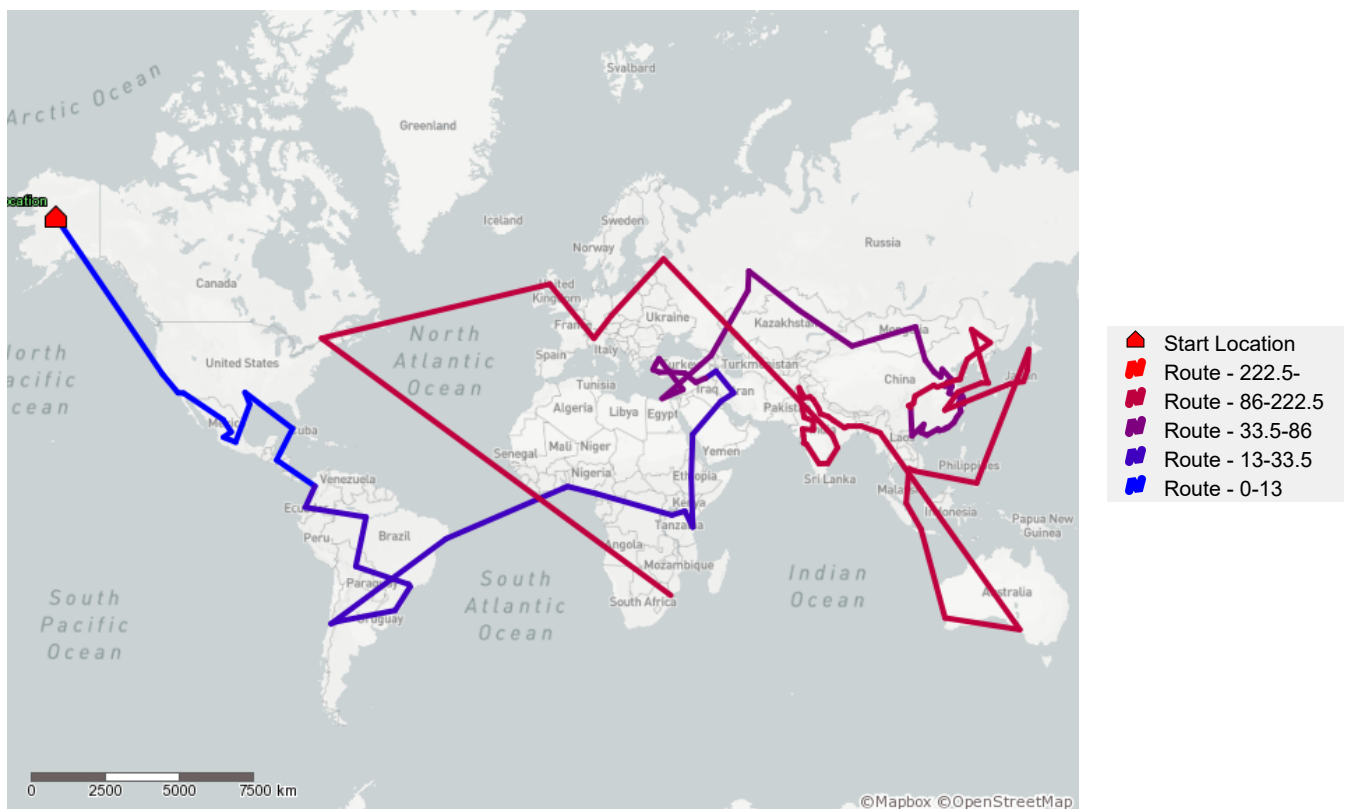 Svalbard
Arctic Ocean
Greenland
ocation
Iceland
Sweden
Norway
Russia
Canada
United
Kingdom
North
Atlantic
Ocean
France
Ukraine
Kazakhstan
Mongolia
North
Pacific
Ocean
United States
Spain
Italy
Turkey
Turkmenistan
China
Japan
Tunisia
Iraq
Iran
Algeria
Libya
Egypt
Pakistan
India
Mexico
Cuba
Mali
Niger
Yemen
Laos
Senegal
Nigeria
Ethiopia
Philippines
Venezuela
Sri Lanka
Malaysia
Ecuador
Kenya
Indonesia
Peru
Brazil
Tanzania
Papua New
Guinea
Angola
Mozambique
Indian
Ocean
South
Pacific
Ocean
Paraguay
Uruguay
South
Atlantic
Ocean
South Africa
Australia
0 2500 5000 7500 km
©Mapbox ©OpenStreetMap
Start Location
Route - 222.5-
Route - 86-222.5
Route - 33.5-86
Route - 13-33.5
Route - 0-13